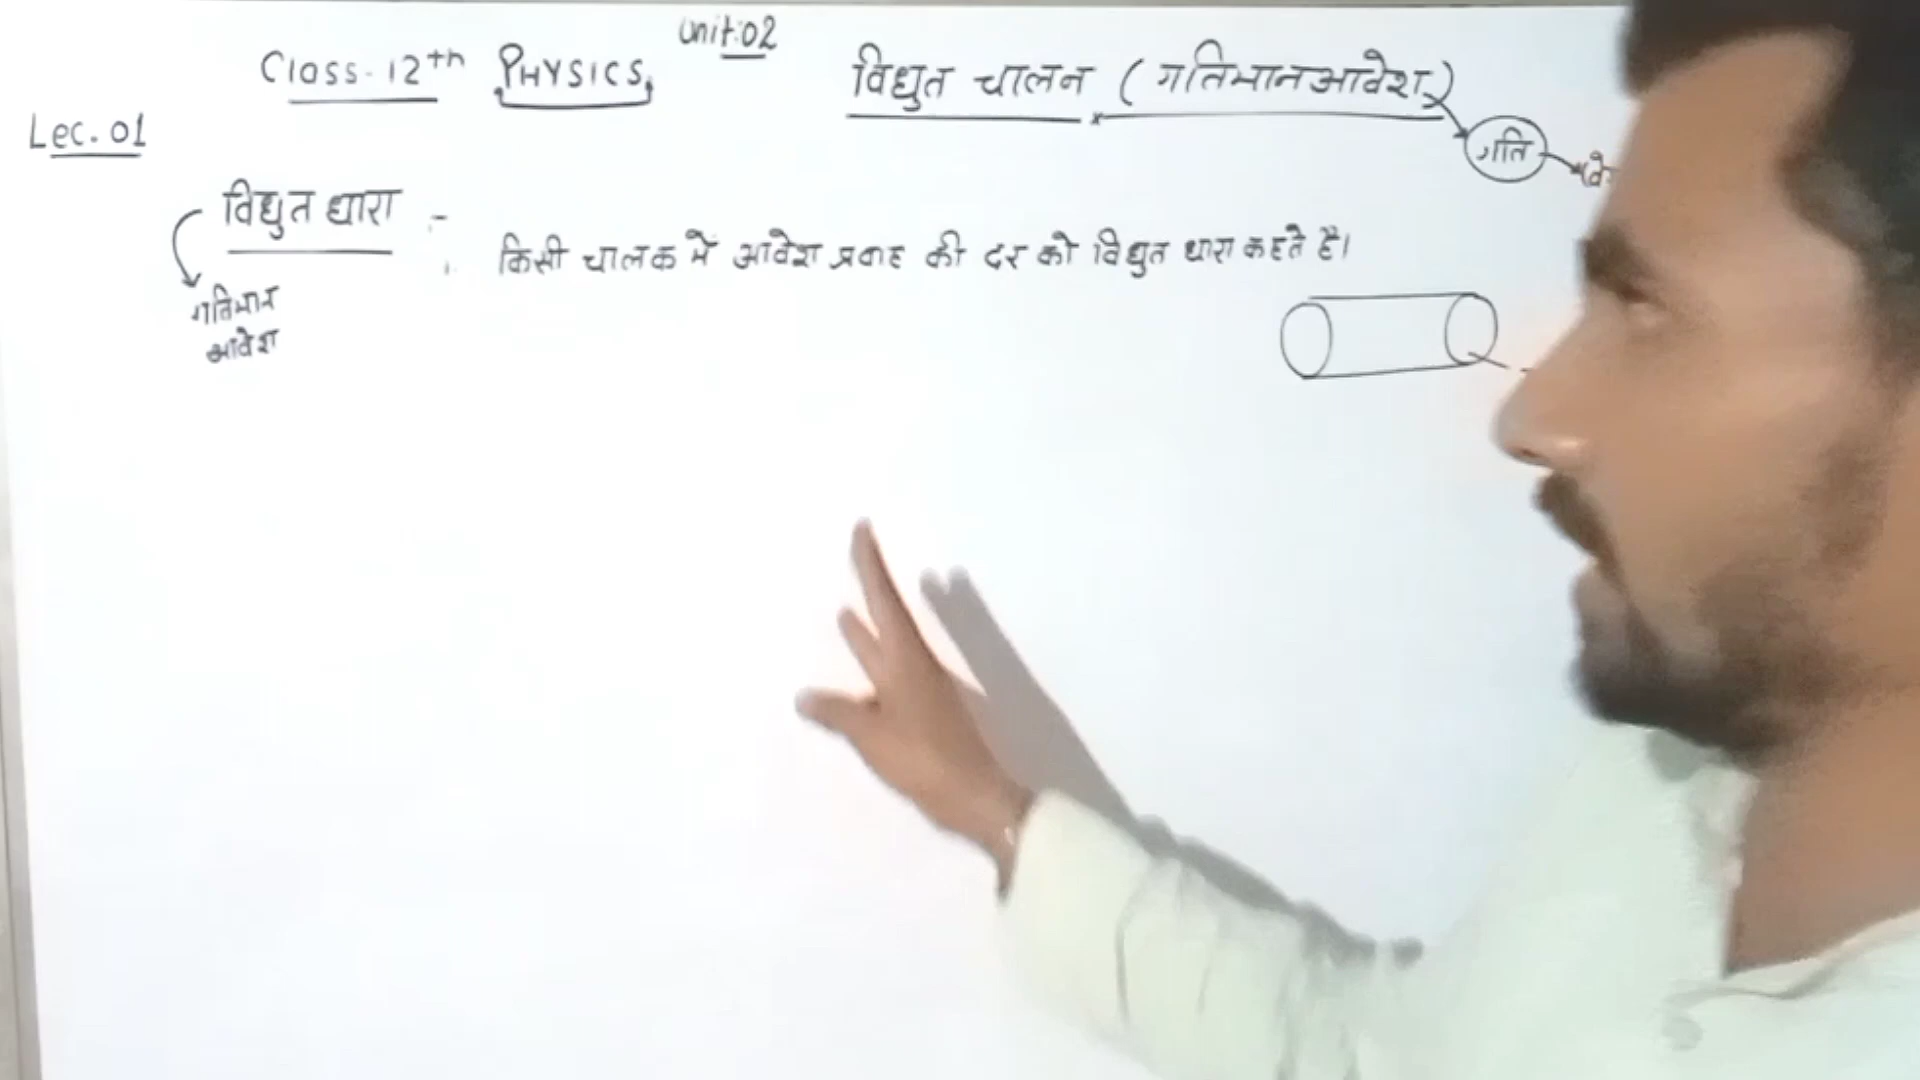 Unit:02
Class-12th PHYSICS, विद्युत चालन (गतिमान आवेश)
Lec. 01
गति
विद्युत धारा :-
किसी चालक में आवेश प्रवाह की दर को विद्युत धारा कहते हैं।
गतिमान
आवेश